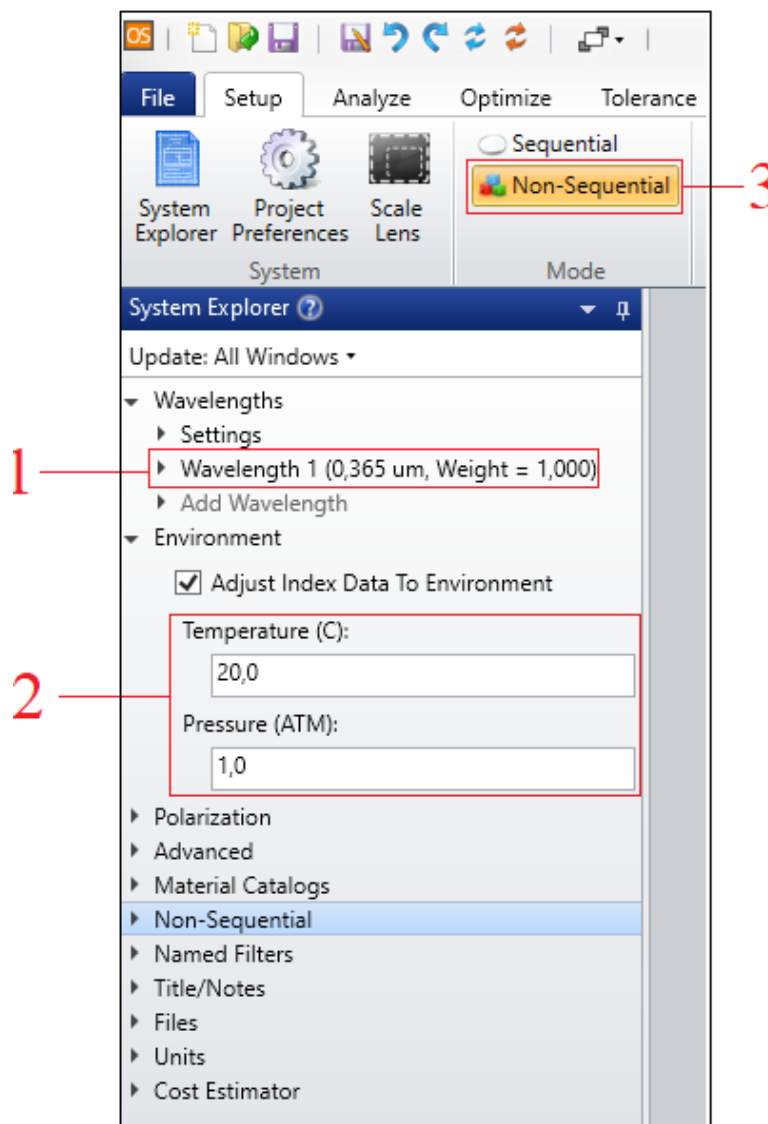 OS
File Setup Analyze Optimize Tolerance
Sequential
Non-Sequential
3
System Explorer
Project Preferences
Scale Lens
System
Mode
System Explorer ?
Update: All Windows
Wavelengths
Settings
1
Wavelength 1 (0,365 um, Weight = 1,000)
Add Wavelength
Environment
Adjust Index Data To Environment
2
Temperature (C):
20,0
Pressure (ATM):
1,0
Polarization
Advanced
Material Catalogs
Non-Sequential
Named Filters
Title/Notes
Files
Units
Cost Estimator